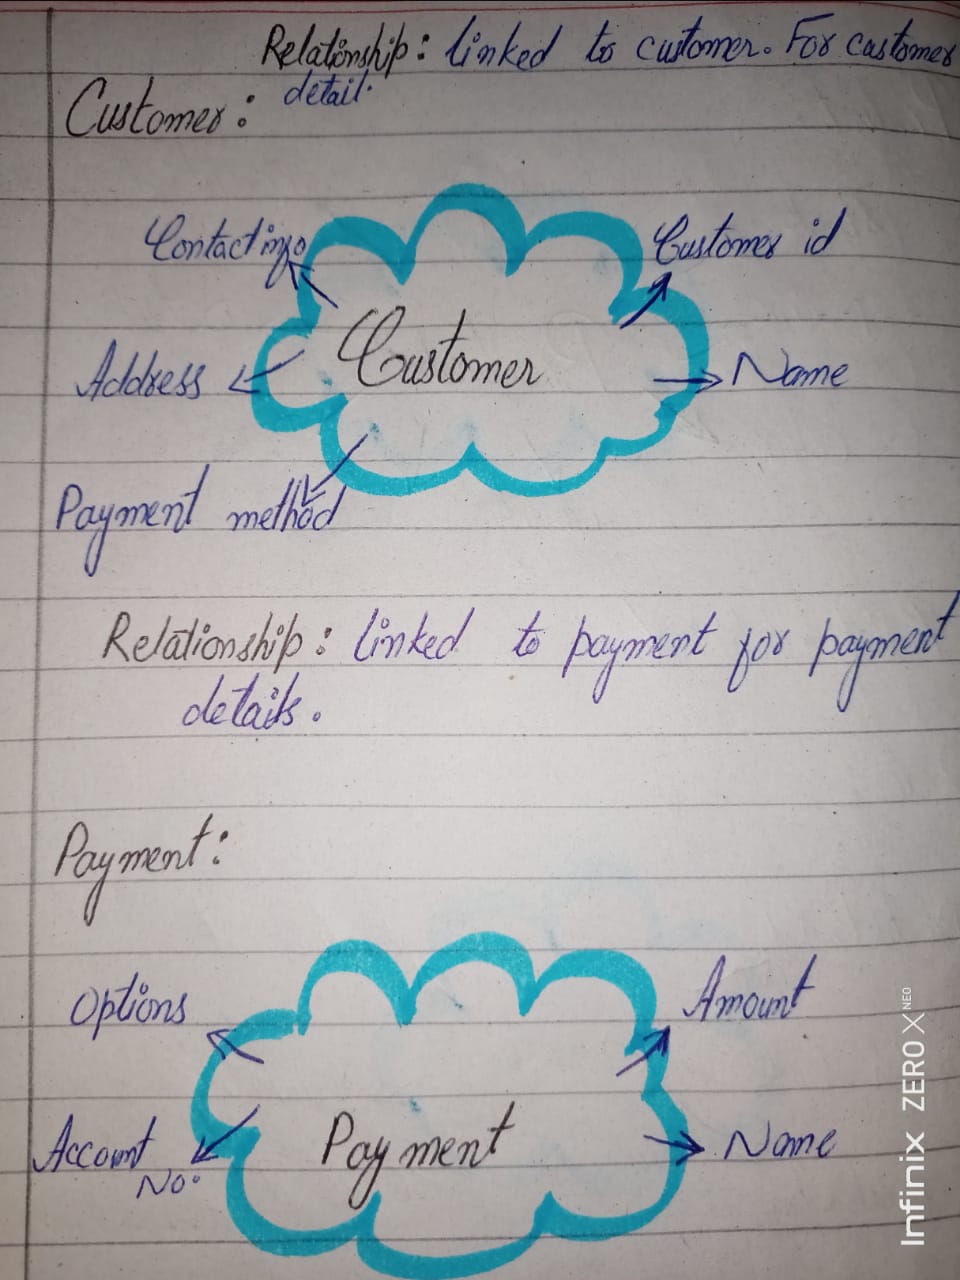 Relationship: linked to customer. For customer
detail.
Customer:
Contact info
Customer id
Customer
Address
Name
Payment method
Relationship: linked to payment for payment
details.
Payment:
Options
Amount
Payment
Account
No.
Name
Infinix ZERO X NEO